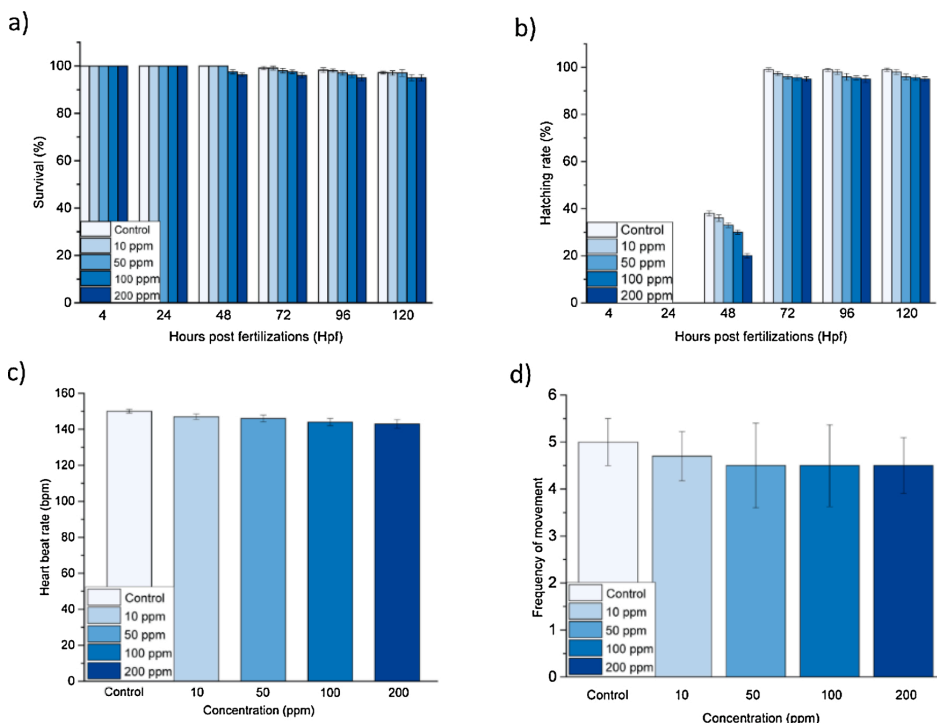 a)
100
80
60
40
20
0
Survival (%)
Control
10 ppm
50 ppm
100 ppm
200 ppm
4 24 48 72 96 120
Hours post fertilizations (Hpf)
b)
100
80
60
40
20
0
Hatching rate (%)
Control
10 ppm
50 ppm
100 ppm
200 ppm
4 24 48 72 96 120
Hours post fertilizations (Hpf)
c)
160
140
120
100
80
60
40
20
0
Heart beat rate (bpm)
Control
10 ppm
50 ppm
100 ppm
200 ppm
Control 10 50 100 200
Concentration (ppm)
d)
6
5
4
3
2
1
0
Frequency of movement
Control
10 ppm
50 ppm
100 ppm
200 ppm
Control 10 50 100 200
Concentration (ppm)